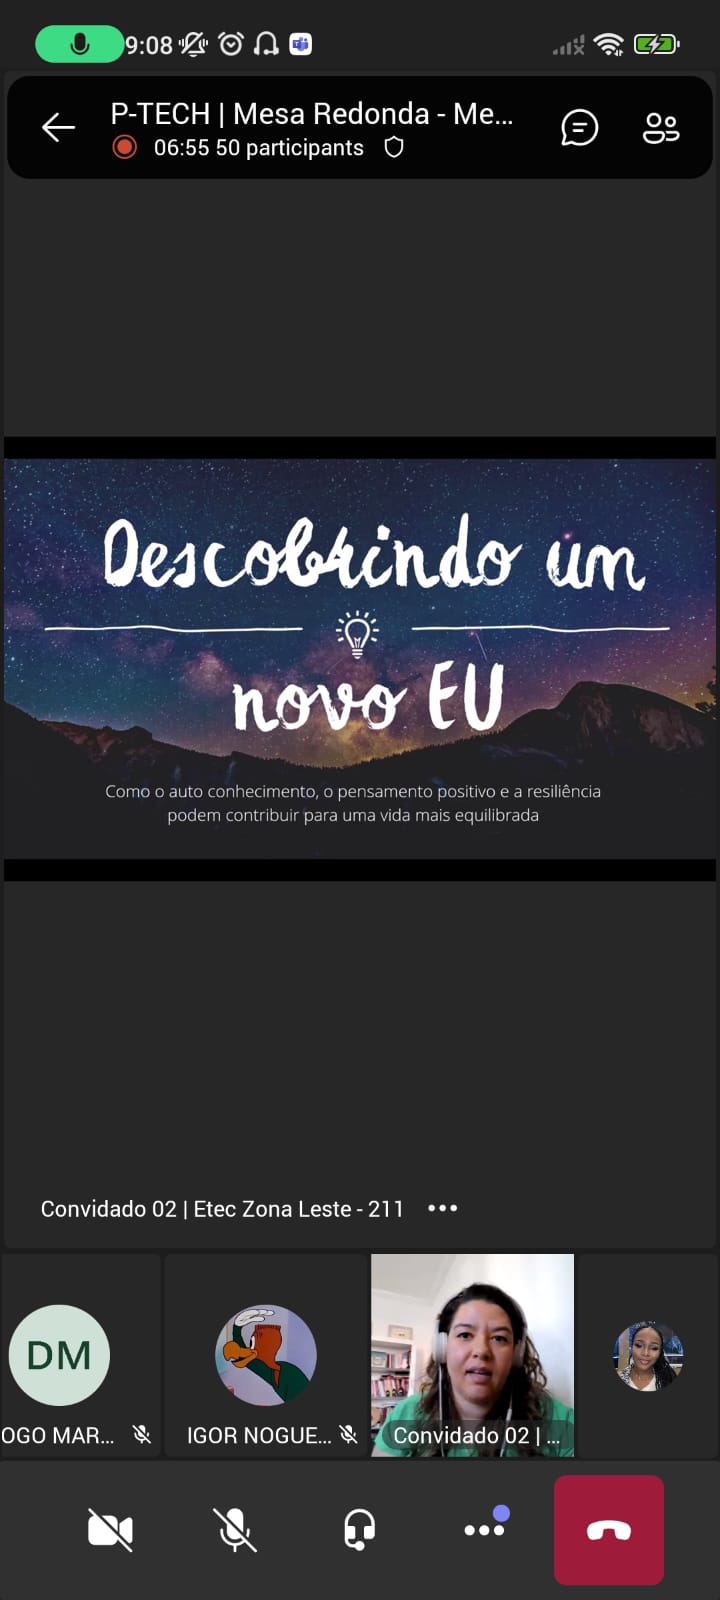 9:08
P-TECH | Mesa Redonda - Me...
06:55 50 participants
Descobrindo um
novo EU
Como o auto conhecimento, o pensamento positivo e a resiliência
podem contribuir para uma vida mais equilibrada
Convidado 02 | Etec Zona Leste - 211
DM
OGO MAR...
IGOR NOGUE...
Convidado 02 | ...